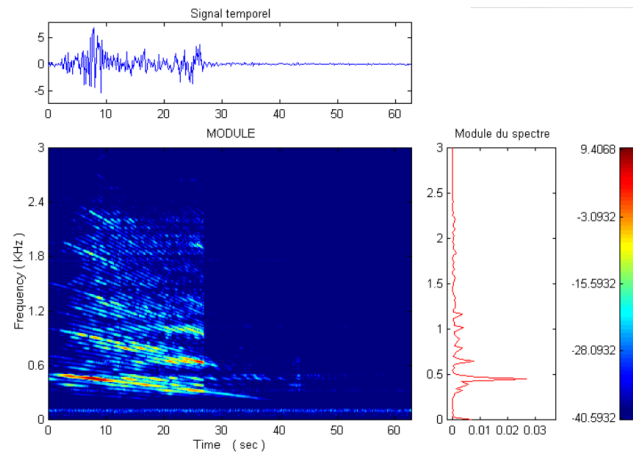 Signal temporel
5
0
-5
0 10 20 30 40 50 60
MODULE
3
2.4
1.8
1.2
0.6
0
Frequency ( KHz )
0 10 20 30 40 50 60
Time ( sec )
Module du spectre
3
2.5
2
1.5
1
0.5
0
0 0.01 0.02 0.03
9.4068
-3.0932
-15.5932
-28.0932
-40.5932